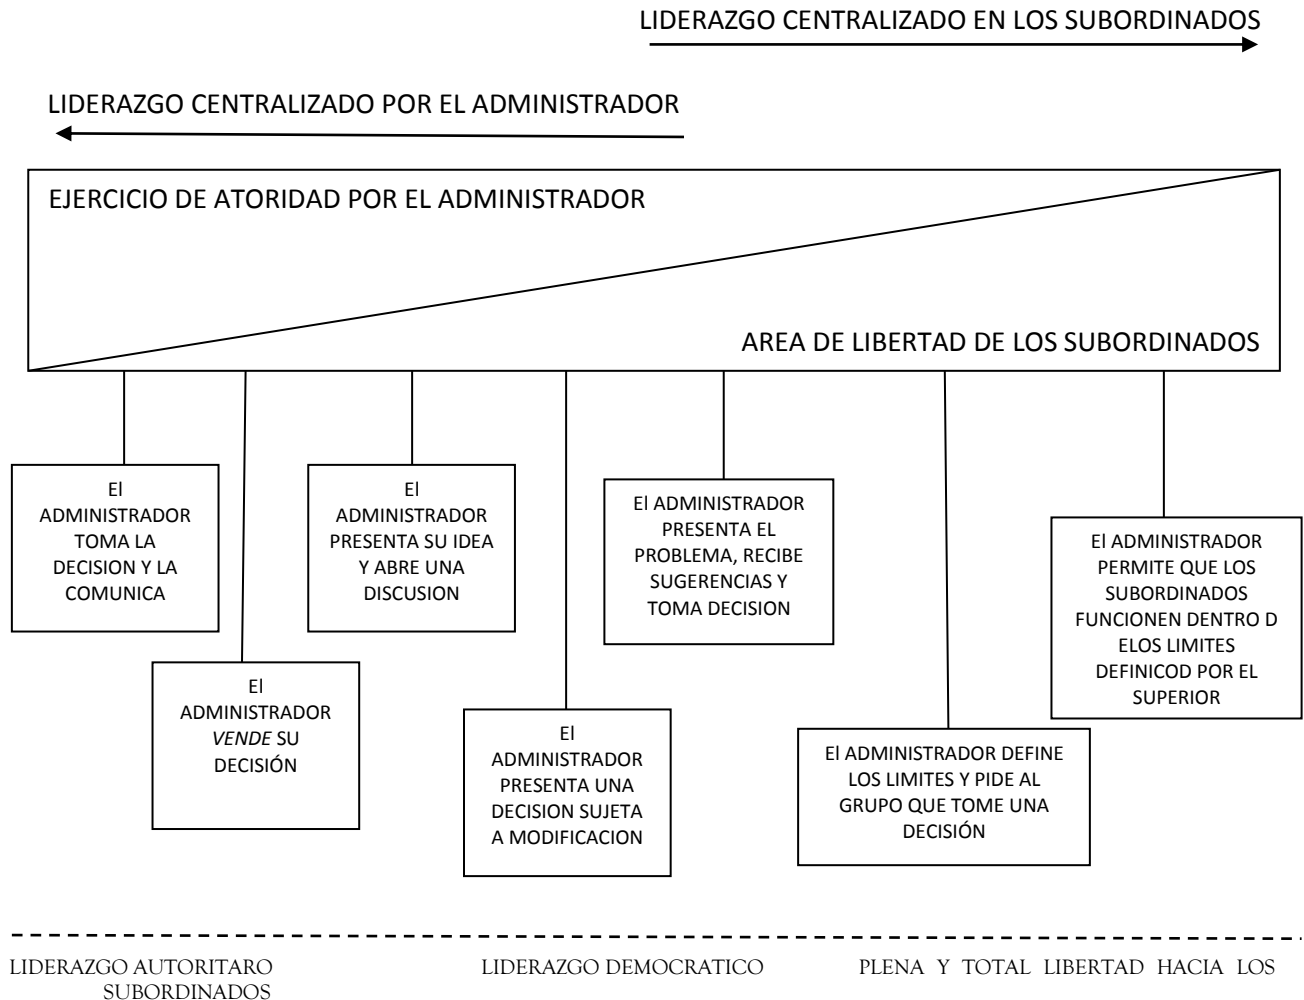 LIDERAZGO CENTRALIZADO EN LOS SUBORDINADOS
LIDERAZGO CENTRALIZADO POR EL ADMINISTRADOR
EJERCICIO DE ATORIDAD POR EL ADMINISTRADOR
AREA DE LIBERTAD DE LOS SUBORDINADOS
El
ADMINISTRADOR
TOMA LA
DECISION Y LA
COMUNICA
El
ADMINISTRADOR
VENDE SU
DECISIÓN
El
ADMINISTRADOR
PRESENTA SU IDEA
Y ABRE UNA
DISCUSION
El
ADMINISTRADOR
PRESENTA UNA
DECISION SUJETA
A MODIFICACION
El ADMINISTRADOR
PRESENTA EL
PROBLEMA, RECIBE
SUGERENCIAS Y
TOMA DECISION
El ADMINISTRADOR DEFINE
LOS LIMITES Y PIDE AL
GRUPO QUE TOME UNA
DECISIÓN
El ADMINISTRADOR
PERMITE QUE LOS
SUBORDINADOS
FUNCIONEN DENTRO D
ELOS LIMITES
DEFINICOD POR EL
SUPERIOR
LIDERAZGO AUTORITARO LIDERAZGO DEMOCRATICO PLENA Y TOTAL LIBERTAD HACIA LOS
SUBORDINADOS